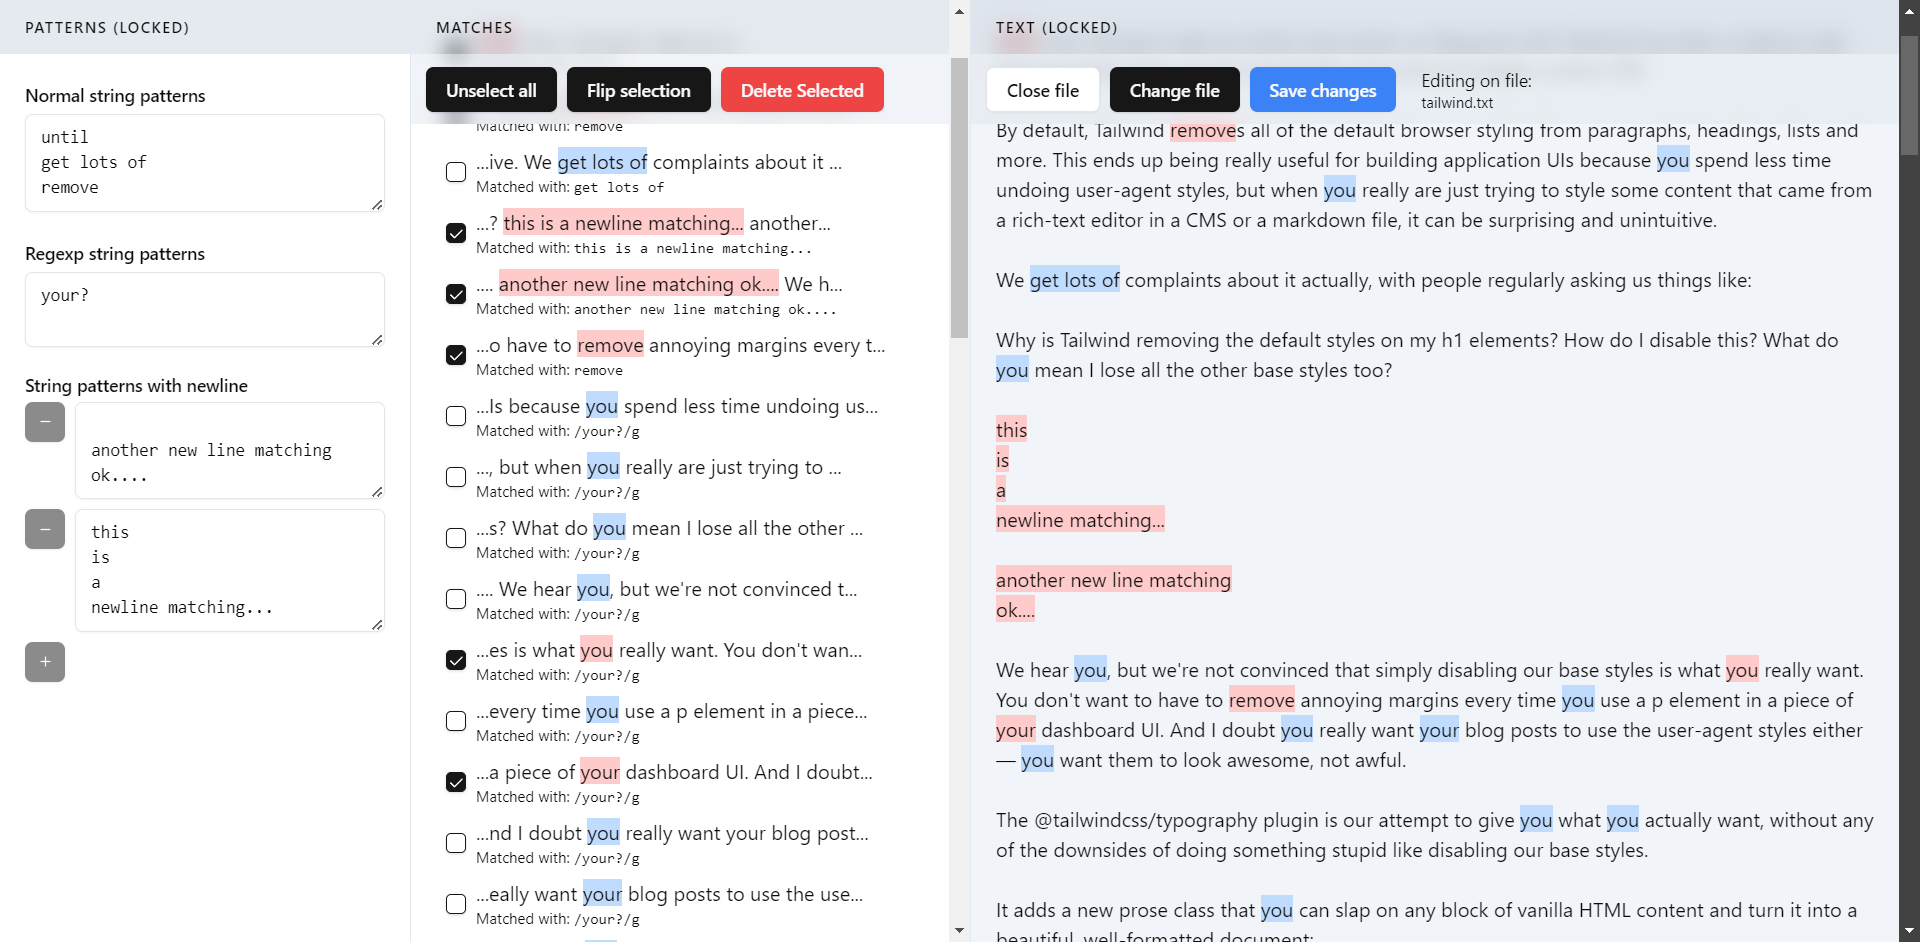 PATTERNS (LOCKED)
Normal string patterns
until
get lots of
remove
Regexp string patterns
your?
String patterns with newline
−
another new line matching
ok....
−
this
is
a
newline matching...
+
MATCHES
Unselect all
Flip selection
Delete Selected
Matched with: remove
...ive. We get lots of complaints about it ...
Matched with: get lots of
...? this is a newline matching... another...
Matched with: this is a newline matching...
.... another new line matching ok.... We h...
Matched with: another new line matching ok....
...o have to remove annoying margins every t...
Matched with: remove
...Is because you spend less time undoing us...
Matched with: /your?/g
..., but when you really are just trying to ...
Matched with: /your?/g
...s? What do you mean I lose all the other ...
Matched with: /your?/g
.... We hear you, but we're not convinced t...
Matched with: /your?/g
...es is what you really want. You don't wan...
Matched with: /your?/g
...every time you use a p element in a piece...
Matched with: /your?/g
...a piece of your dashboard UI. And I doubt...
Matched with: /your?/g
...nd I doubt you really want your blog post...
Matched with: /your?/g
...eally want your blog posts to use the use...
Matched with: /your?/g
TEXT (LOCKED)
Close file
Change file
Save changes
Editing on file:
tailwind.txt
By default, Tailwind removes all of the default browser styling from paragraphs, headings, lists and
more. This ends up being really useful for building application UIs because you spend less time
undoing user-agent styles, but when you really are just trying to style some content that came from
a rich-text editor in a CMS or a markdown file, it can be surprising and unintuitive.
We get lots of complaints about it actually, with people regularly asking us things like:
Why is Tailwind removing the default styles on my h1 elements? How do I disable this? What do
you mean I lose all the other base styles too?
this
is
a
newline matching...
another new line matching
ok....
We hear you, but we're not convinced that simply disabling our base styles is what you really want.
You don't want to have to remove annoying margins every time you use a p element in a piece of
your dashboard UI. And I doubt you really want your blog posts to use the user-agent styles either
— you want them to look awesome, not awful.
The @tailwindcss/typography plugin is our attempt to give you what you actually want, without any
of the downsides of doing something stupid like disabling our base styles.
It adds a new prose class that you can slap on any block of vanilla HTML content and turn it into a
beautiful, well-formatted document: